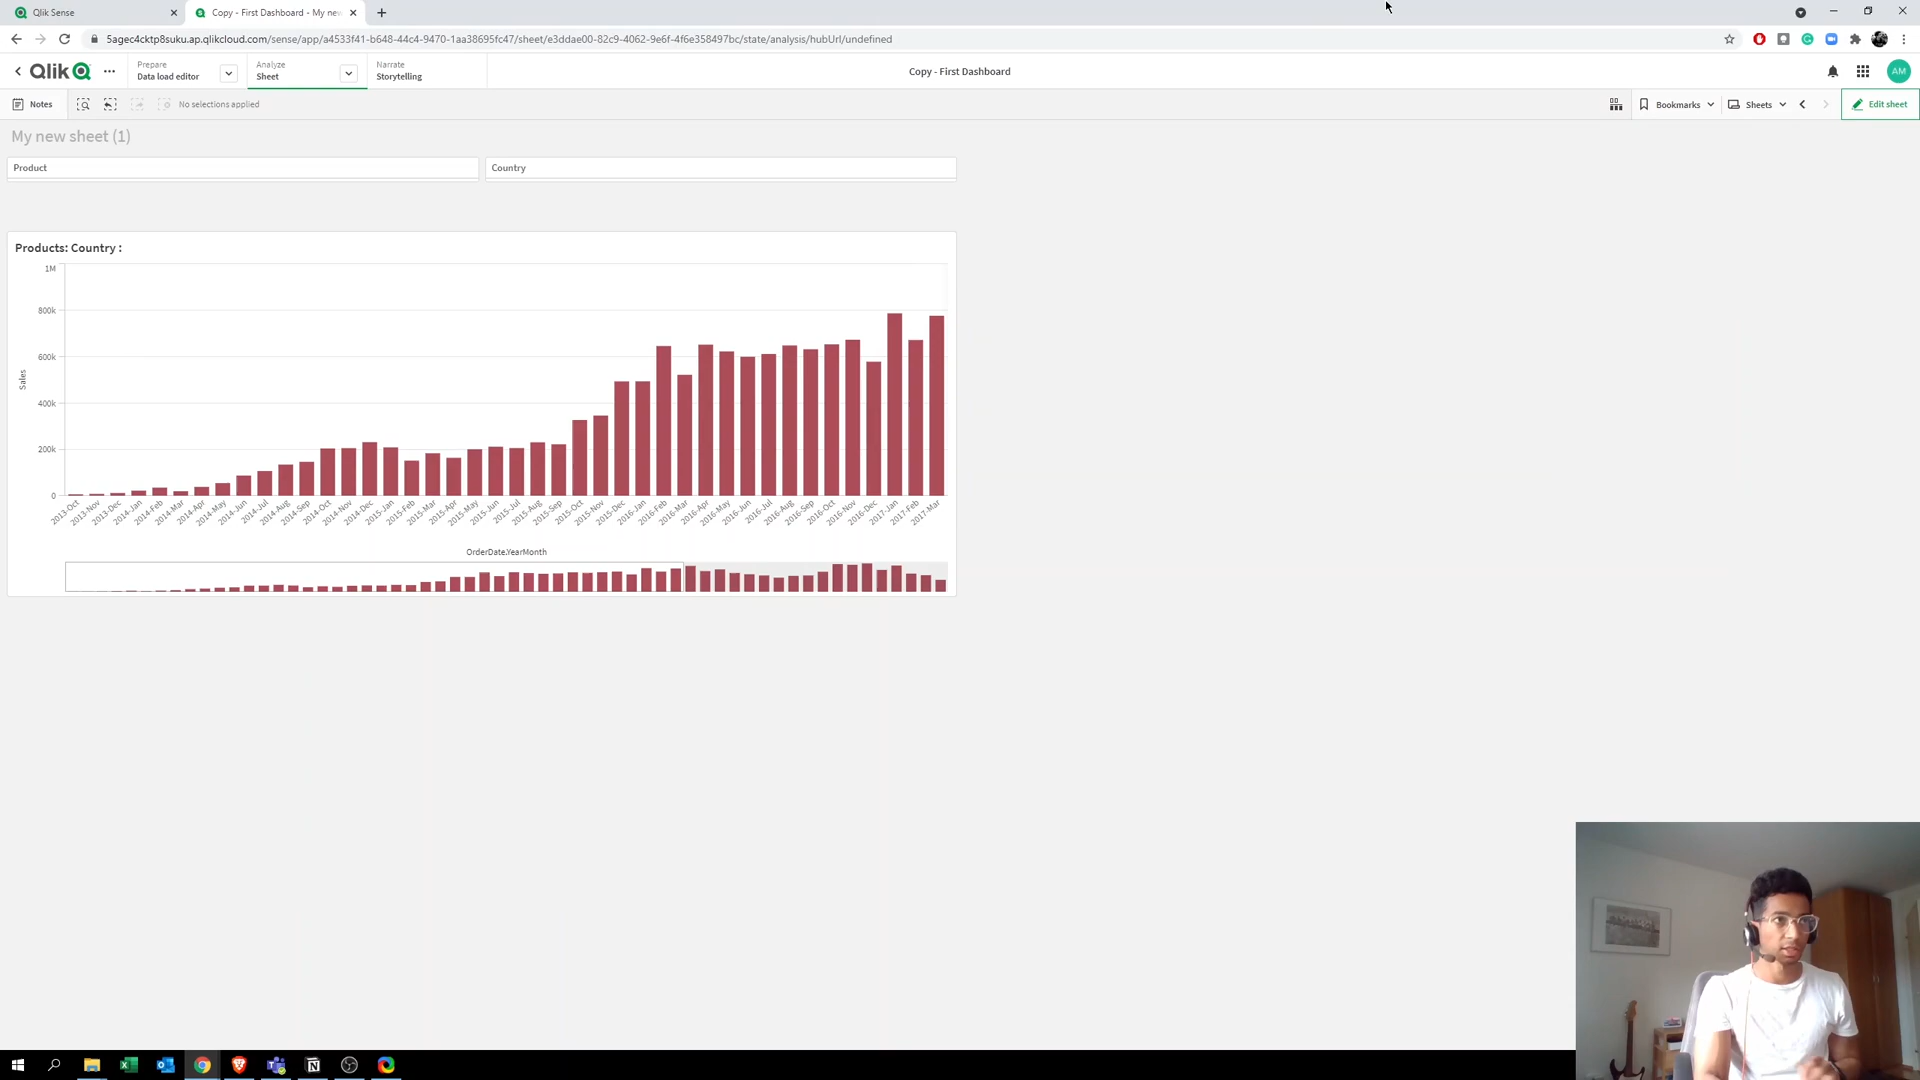 Qlik Sense
Copy - First Dashboard - My new
5agec4cktp8suku.ap.qlikcloud.com/sense/app/a4533f41-b648-44c4-9470-1aa38695fc47/sheet/e3ddae00-82c9-4062-9e6f-4f6e358497bc/state/analysis/hubUrl/undefined
Qlik
Prepare
Data load editor
Analyze
Sheet
Narrate
Storytelling
Copy - First Dashboard
AM
Notes
No selections applied
Bookmarks
Sheets
Edit sheet
My new sheet (1)
Product
Country
Products: Country :
1M
800k
600k
400k
200k
0
Sales
2013-Oct
2013-Nov
2013-Dec
2014-Jan
2014-Feb
2014-Mar
2014-Apr
2014-May
2014-Jun
2014-Jul
2014-Aug
2014-Sep
2014-Oct
2014-Nov
2014-Dec
2015-Jan
2015-Feb
2015-Mar
2015-Apr
2015-May
2015-Jun
2015-Jul
2015-Aug
2015-Sep
2015-Oct
2015-Nov
2015-Dec
2016-Jan
2016-Feb
2016-Mar
2016-Apr
2016-May
2016-Jun
2016-Jul
2016-Aug
2016-Sep
2016-Oct
2016-Nov
2016-Dec
2017-Jan
2017-Feb
2017-Mar
OrderDate.YearMonth